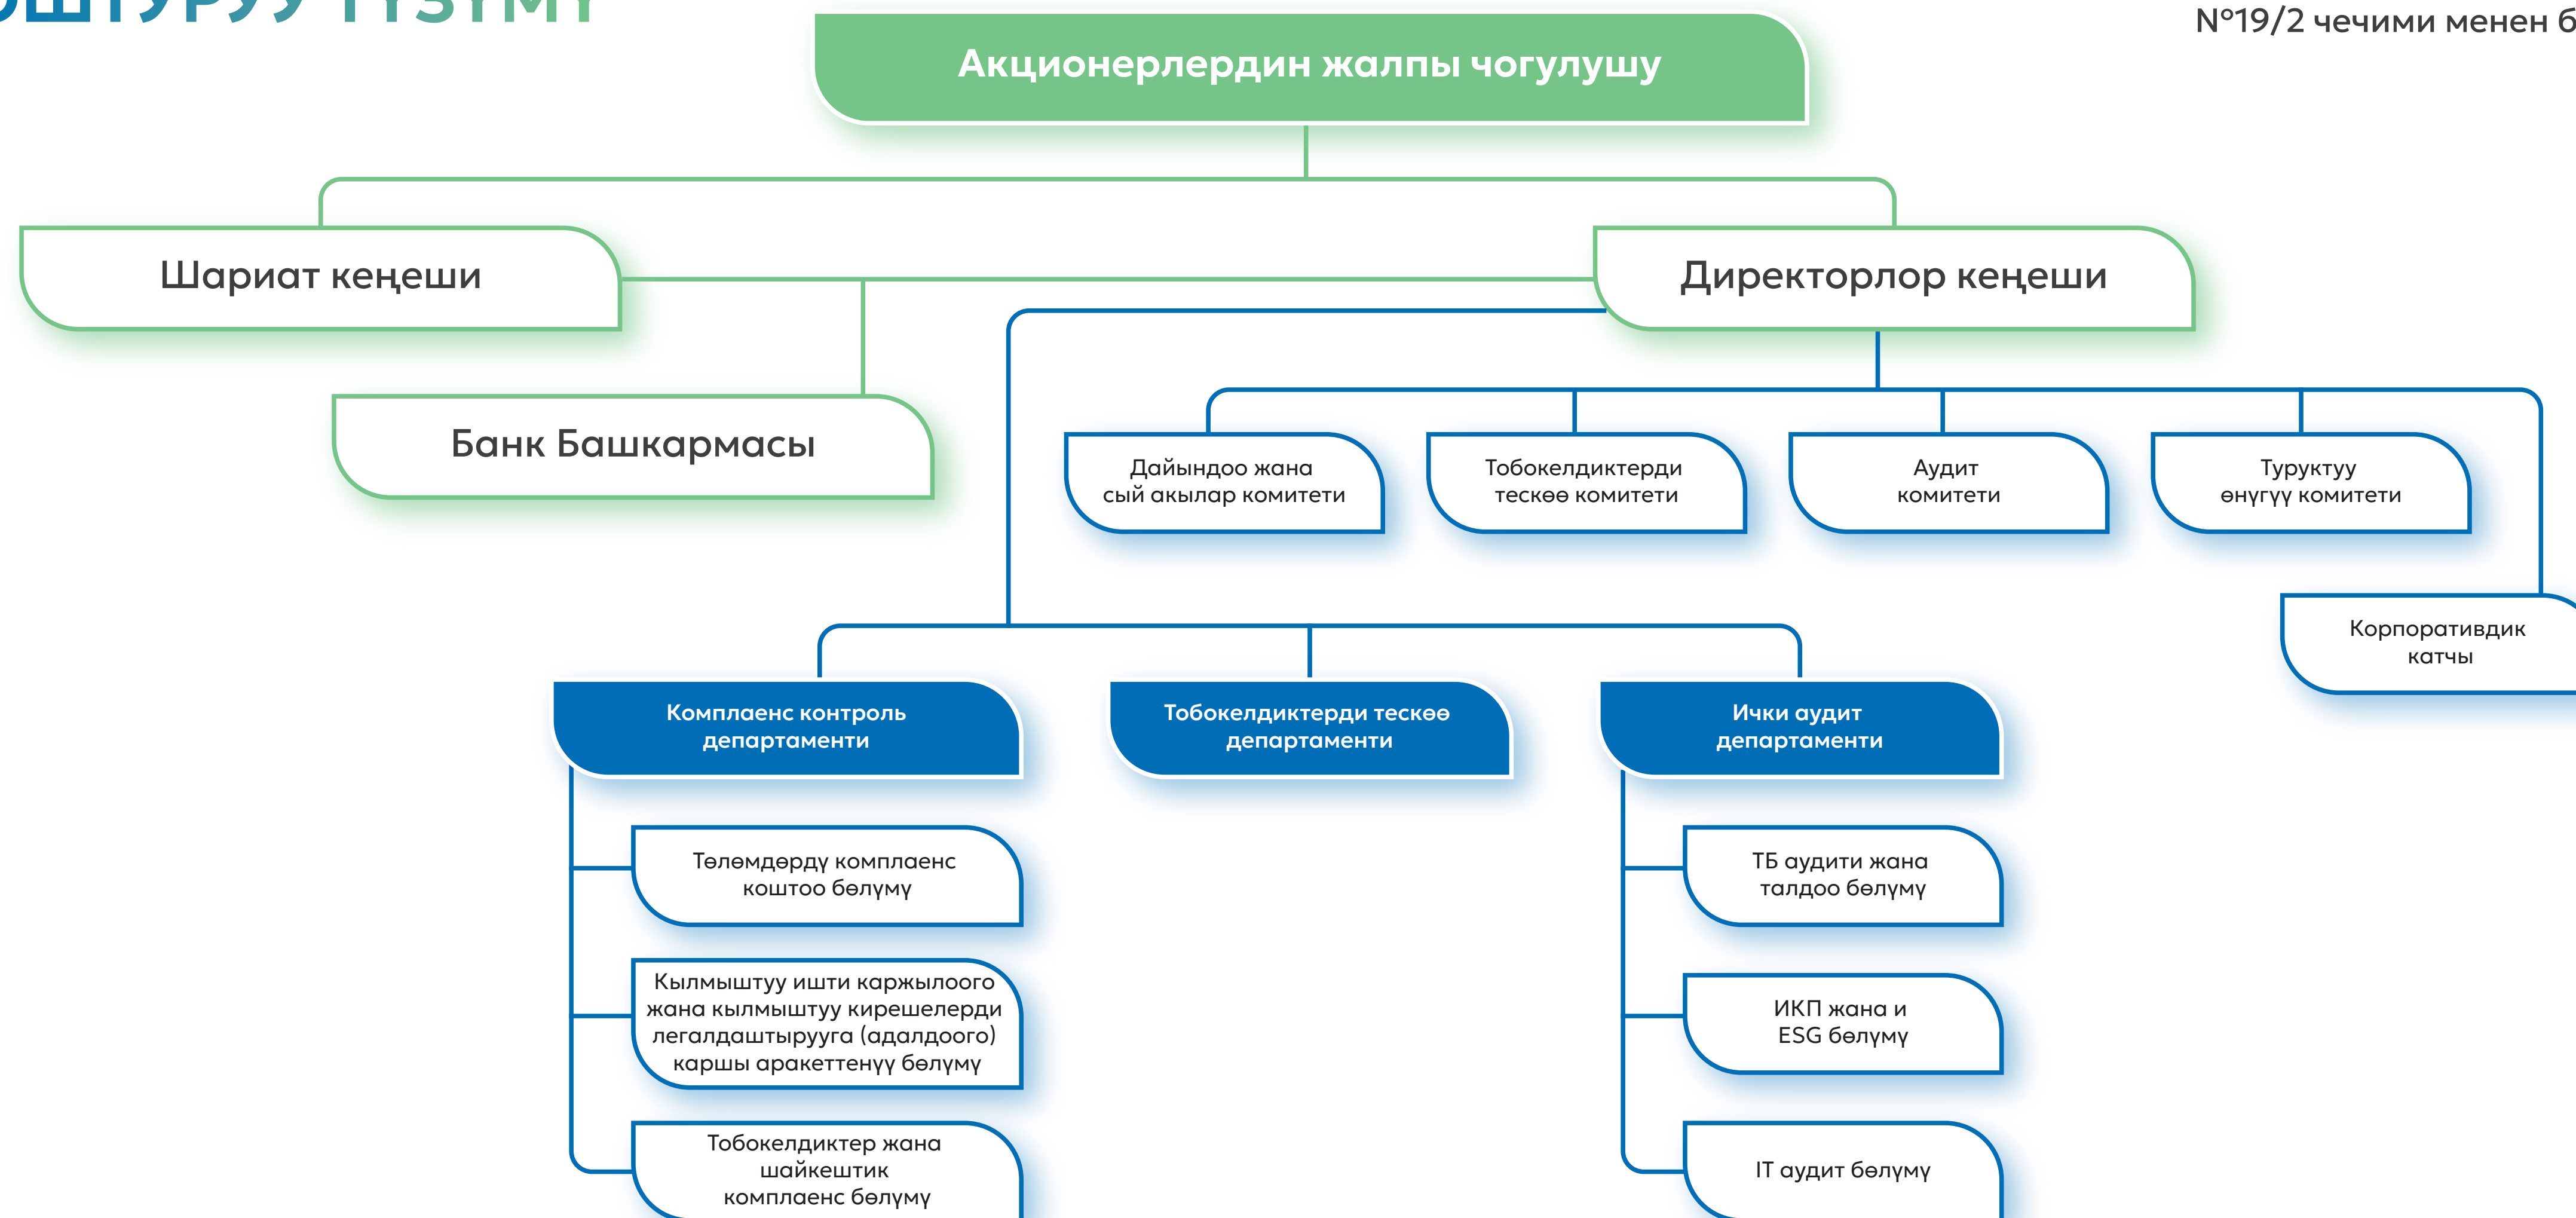 ТҮЗҮМҮ
№19/2 чечими менен
Акционерлердин жалпы чогулушу
Шариат кеңеши
Директорлор кеңеши
Банк Башкармасы
Дайындоо жана
сый акылар комитети
Тобокелдиктерди
тескөө комитети
Аудит
комитети
Туруктуу
өнүгүү комитети
Корпоративдик
катчы
Комплаенс контроль
департаменти
Тобокелдиктерди тескөө
департаменти
Ички аудит
департаменти
Төлөмдөрдү комплаенс
коштоо бөлүмү
Кылмыштуу ишти каржылоого
жана кылмыштуу кирешелерди
легалдаштырууга (адалдоого)
каршы аракеттенүү бөлүмү
Тобокелдиктер жана
шайкештик
комплаенс бөлүмү
ТБ аудити жана
талдоо бөлүмү
ИКП жана и
ESG бөлүмү
IT аудит бөлүмү